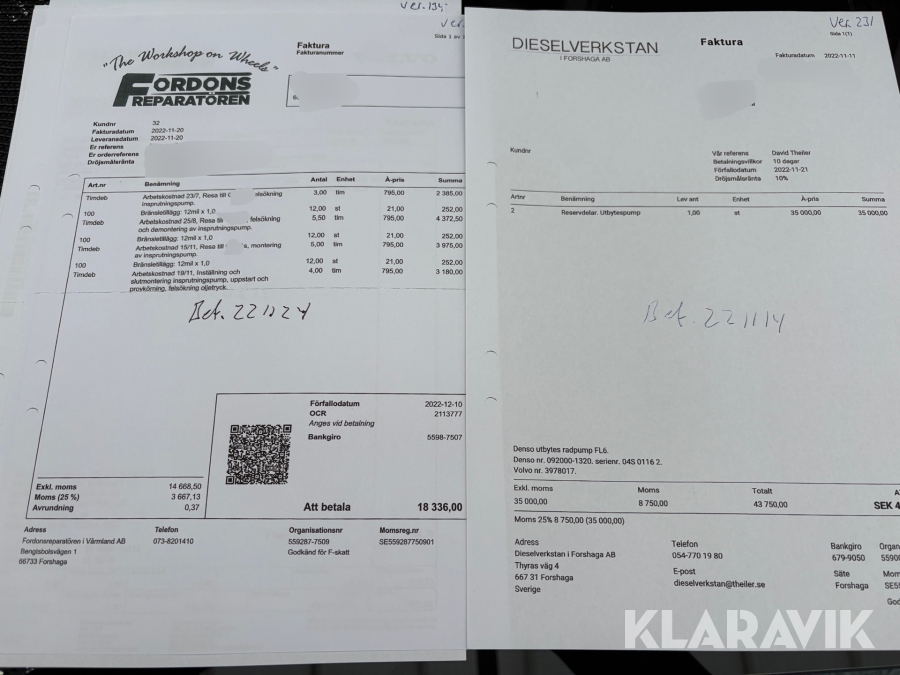 Ver. 134
Ver.
Sida 1 av
"The Workshop on Wheels"
FORDONS
REPARATÖREN
Faktura
Fakturanummer
Kundnr 32
Fakturadatum 2022-11-20
Leveransdatum 2022-11-20
Er referens
Er orderreferens
Dröjsmålsränta
Art.nr Benämning Antal Enhet À-pris Summa
Timdeb Arbetskostnad 23/7, Resa till felsökning 3,00 tim 795,00 2 385,00
insprutningspump.
100 Bränsletillägg: 12mil x 1,0 12,00 st 21,00 252,00
Timdeb Arbetskostnad 25/8, Resa till felsökning 5,50 tim 795,00 4 372,50
och demontering av insprutningspump.
100 Bränsletillägg: 12mil x 1,0 12,00 st 21,00 252,00
Timdeb Arbetskostnad 15/11, Resa till montering 5,00 tim 795,00 3 975,00
av insprutningspump.
100 Bränsletillägg: 12mil x 1,0 12,00 st 21,00 252,00
Timdeb Arbetskostnad 19/11, Inställning och 4,00 tim 795,00 3 180,00
slutmontering insprutningspump, uppstart och
provkörning, felsökning oljetryck.
Bet. 221124
Förfallodatum 2022-12-10
OCR 2113777
Anges vid betalning
Bankgiro 5598-7507
Exkl. moms 14 668,50
Moms (25 %) 3 667,13
Avrundning 0,37
Att betala 18 336,00
Adress Telefon Organisationsnr Momsreg.nr
Fordonsreparatören i Värmland AB 073-8201410 559287-7509 SE559287750901
Bengtsbolsvägen 1 Godkänd för F-skatt
66733 Forshaga
Ver. 231
Sida 1(1)
DIESELVERKSTAN
I FORSHAGA AB
Faktura
Fakturadatum 2022-11-11
Kundnr
Vår referens David Theiler
Betalningsvillkor 10 dagar
Förfallodatum 2022-11-21
Dröjsmålsränta 10%
Artnr Benämning Lev ant Enhet À-pris Summa
2 Reservdelar. Utbytespump 1,00 st 35 000,00 35 000,00
Bet. 221114
Denso utbytes radpump FL6.
Denso nr. 092000-1320. serienr. 04S 0116 2.
Volvo nr. 3978017.
Exkl. moms Moms Totalt
35 000,00 8 750,00 43 750,00 SEK 4
Moms 25% 8 750,00 (35 000,00)
Adress Telefon Bankgiro Organ
Dieselverkstan i Forshaga AB 054-770 19 80 679-9050 5590
Thyras väg 4 E-post Säte Mom
667 31 Forshaga dieselverkstan@theiler.se Forshaga SE55
Sverige
God
KLARAVIK